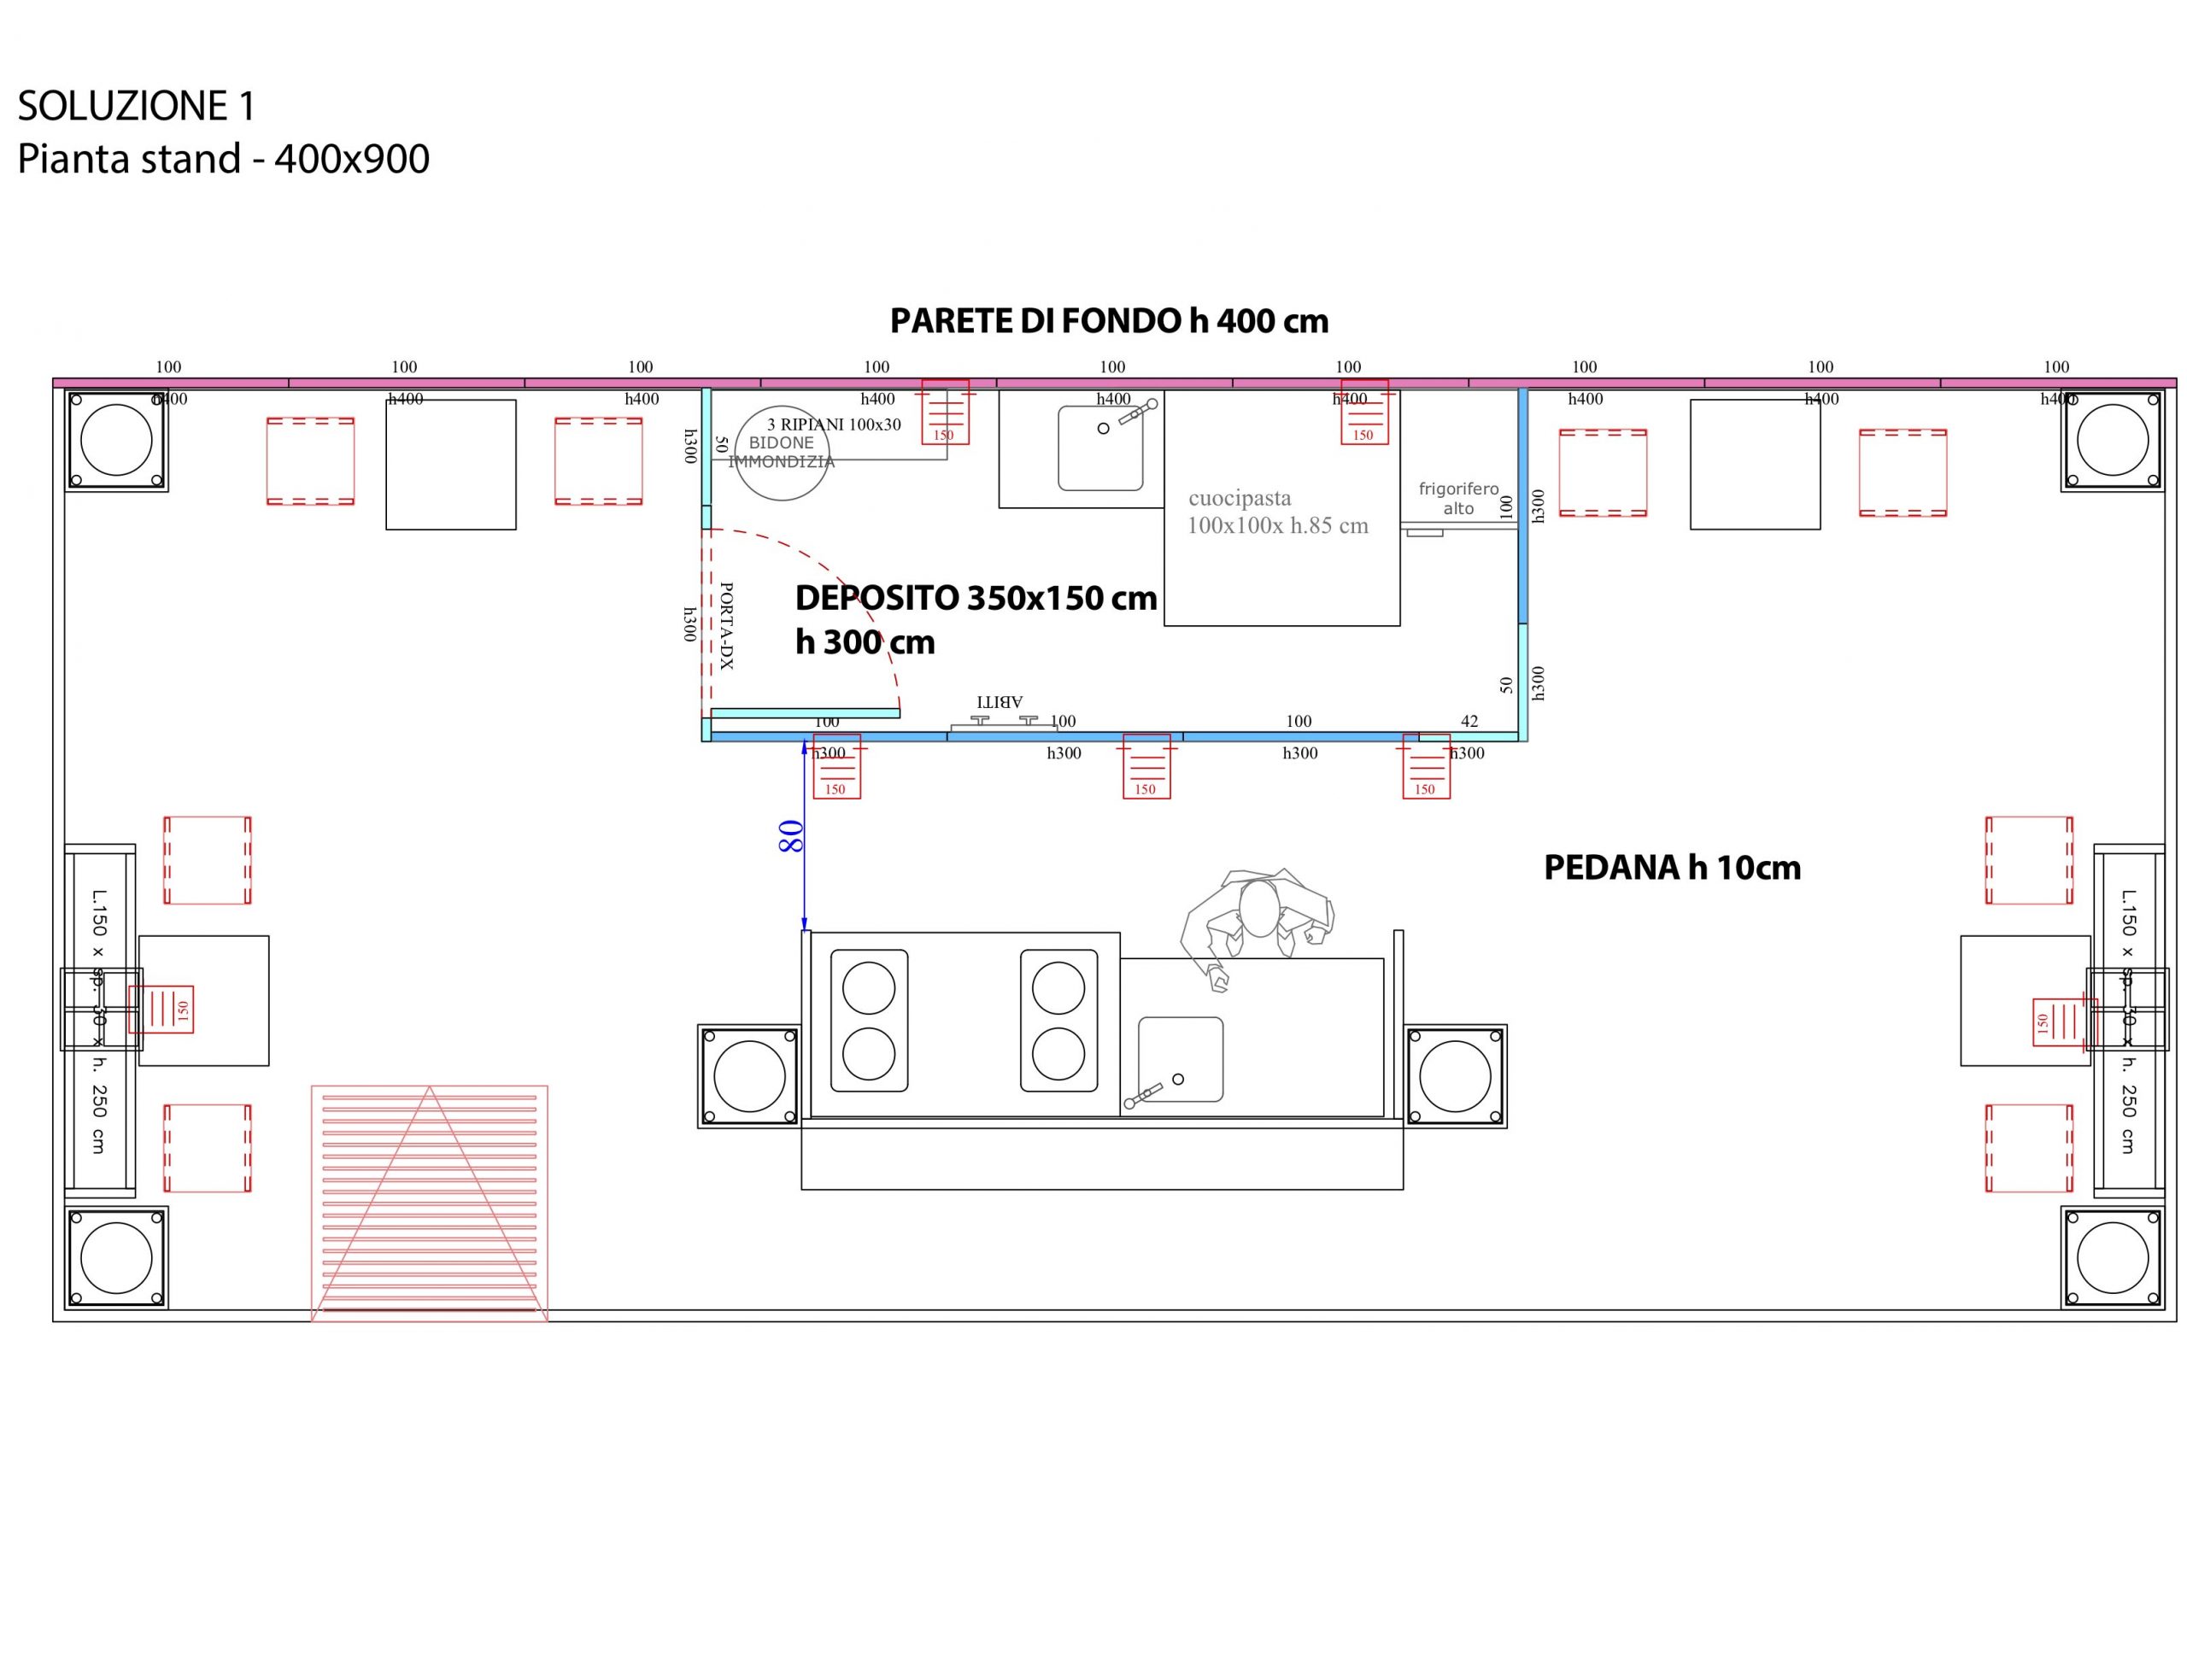 SOLUZIONE 1
Pianta stand - 400x900
PARETE DI FONDO h 400 cm
100 100 100 100 100 100 100 100 100
h400 h400 h400 h400 h400 h400 h400 h400 h400
h300
50
3 RIPIANI 100x30
BIDONE
IMMONDIZIA
150
150
cuocipasta
100x100x h.85 cm
frigorifero
alto
100
h300
h300
PORTA-DX
DEPOSITO 350x150 cm
h 300 cm
50
h300
ABITI
100 100 100 42
h300 h300 h300 h300
150 150 150
80
PEDANA h 10cm
L.150 x sp. 30 x h. 250 cm
150
150
L.150 x sp. 30 x h. 250 cm